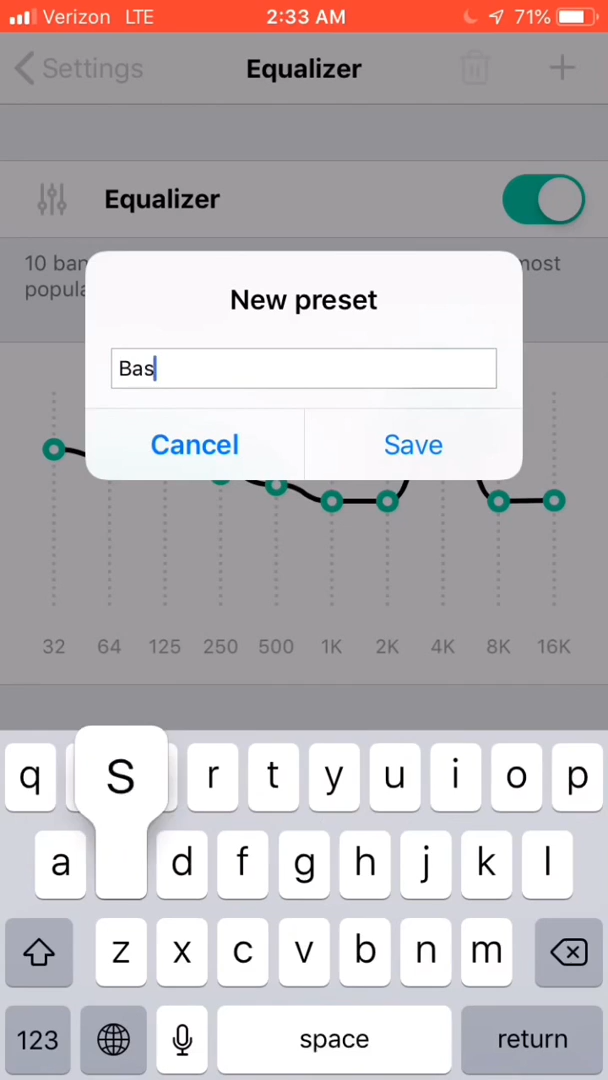 Verizon LTE 2:33 AM 71%
Settings Equalizer
Equalizer
10 ban most
popula
New preset
Bas
Cancel Save
32 64 125 250 500 1K 2K 4K 8K 16K
q S r t y u i o p
a d f g h j k l
z x c v b n m
123 space return